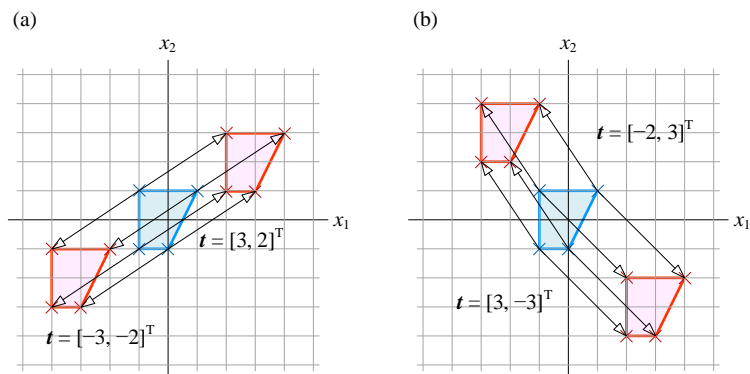 (a)
(b)
x₂
x₂
t = [−2, 3]ᵀ
x₁
x₁
t = [3, 2]ᵀ
t = [3, −3]ᵀ
t = [−3, −2]ᵀ